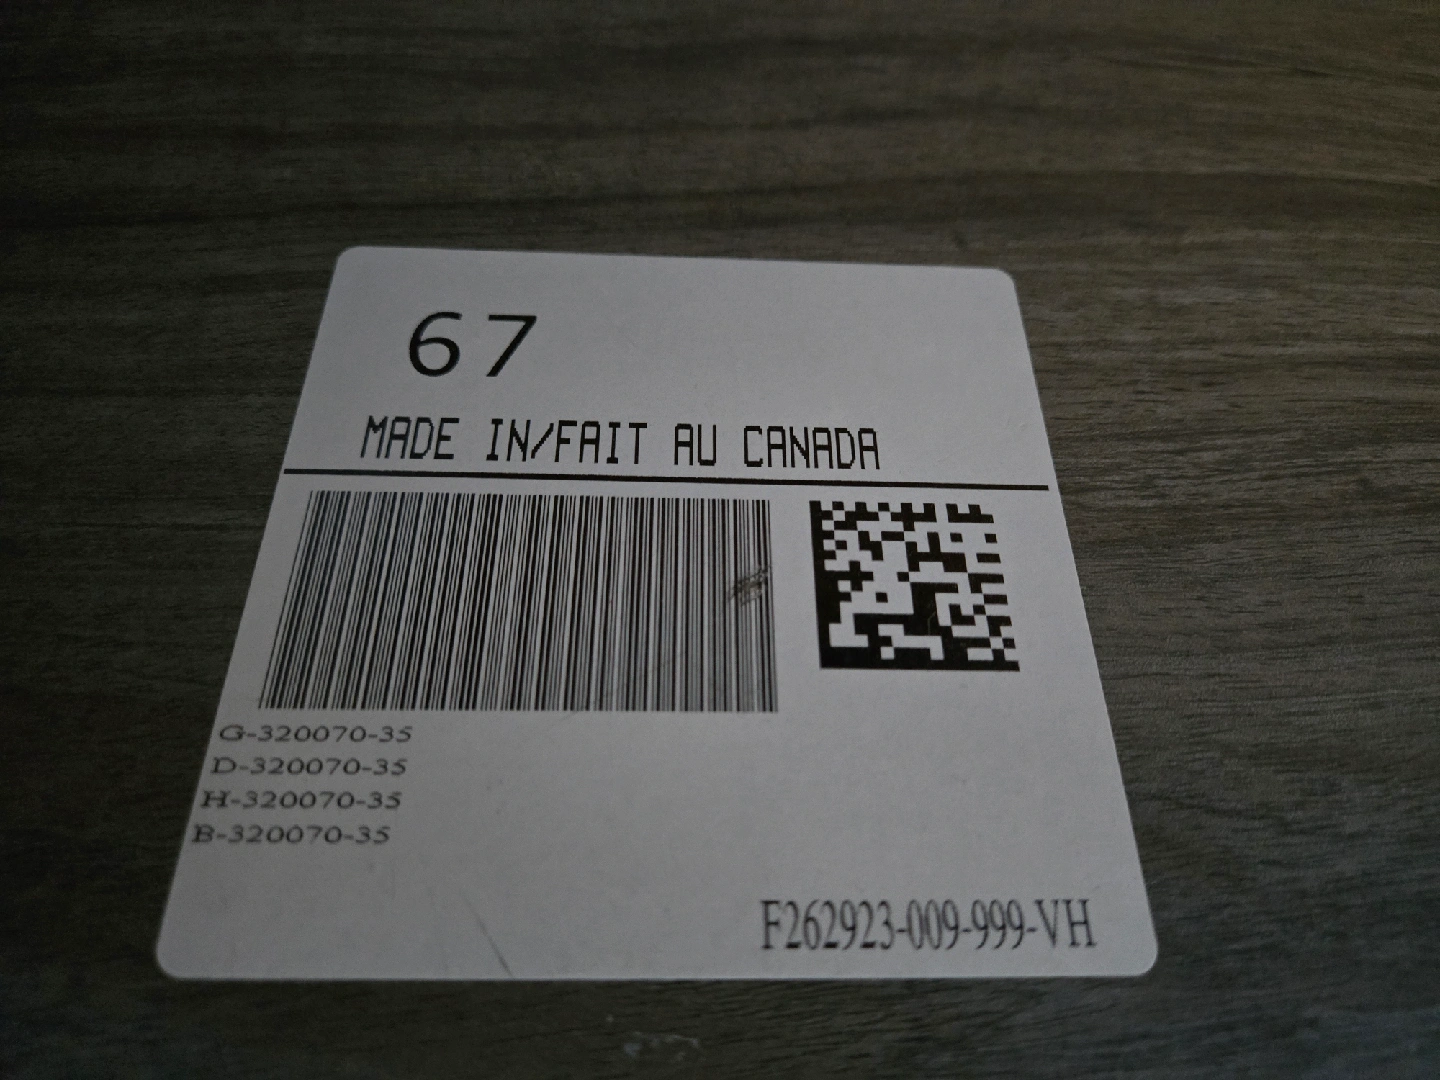 67
MADE IN/FAIT AU CANADA
G-320070-35
D-320070-35
H-320070-35
B-320070-35
F262923-009-999-VH